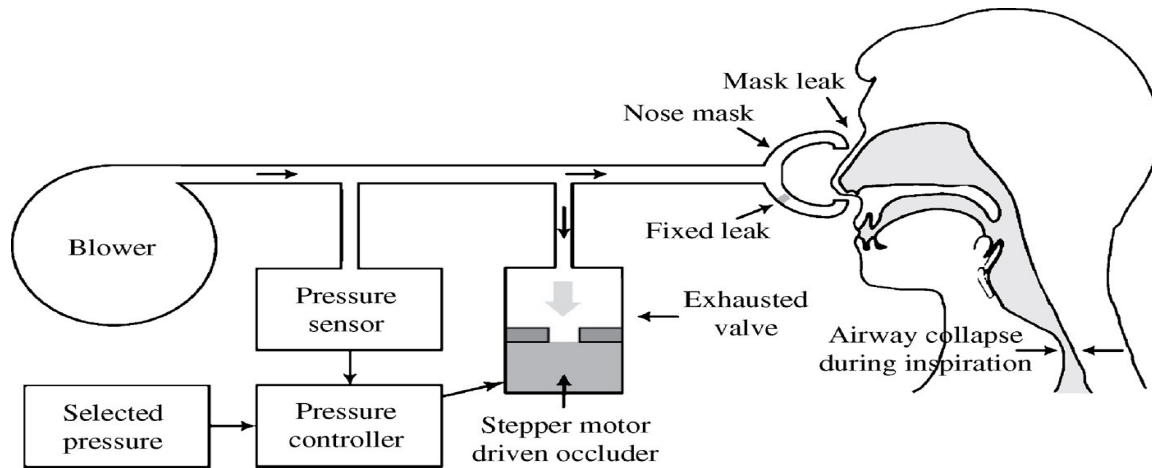 Mask leak
Nose mask
Fixed leak
Blower
Pressure
sensor
Exhausted
valve
Airway collapse
during inspiration
Selected
pressure
Pressure
controller
Stepper motor
driven occluder